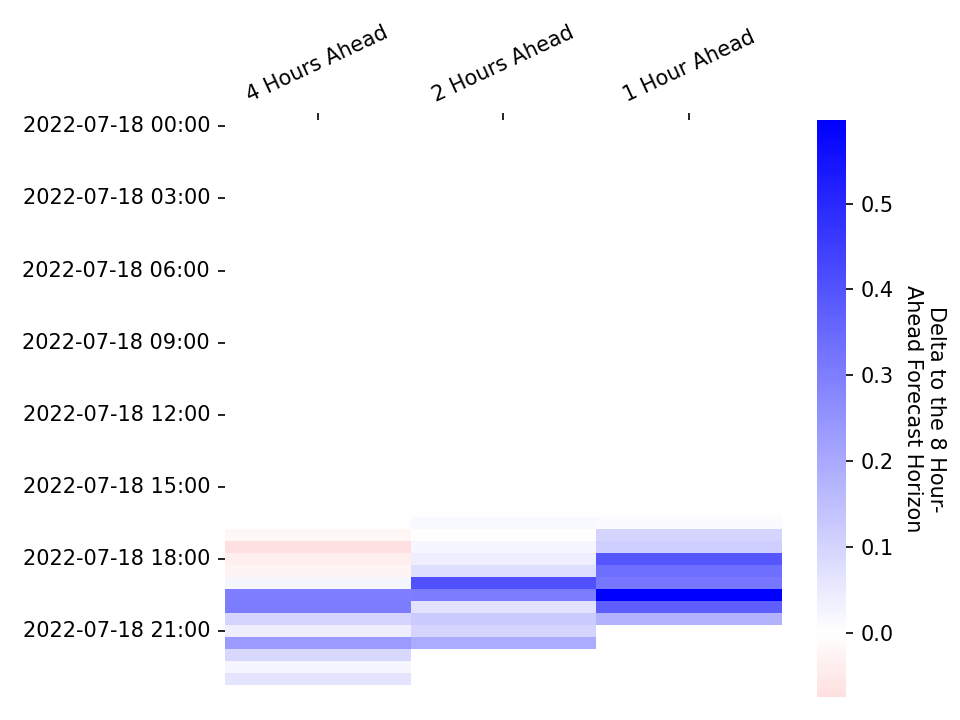 4 Hours Ahead
2 Hours Ahead
1 Hour Ahead
2022-07-18 00:00
2022-07-18 03:00
2022-07-18 06:00
2022-07-18 09:00
2022-07-18 12:00
2022-07-18 15:00
2022-07-18 18:00
2022-07-18 21:00
0.5
0.4
0.3
0.2
0.1
0.0
Delta to the 8 Hour-
Ahead Forecast Horizon